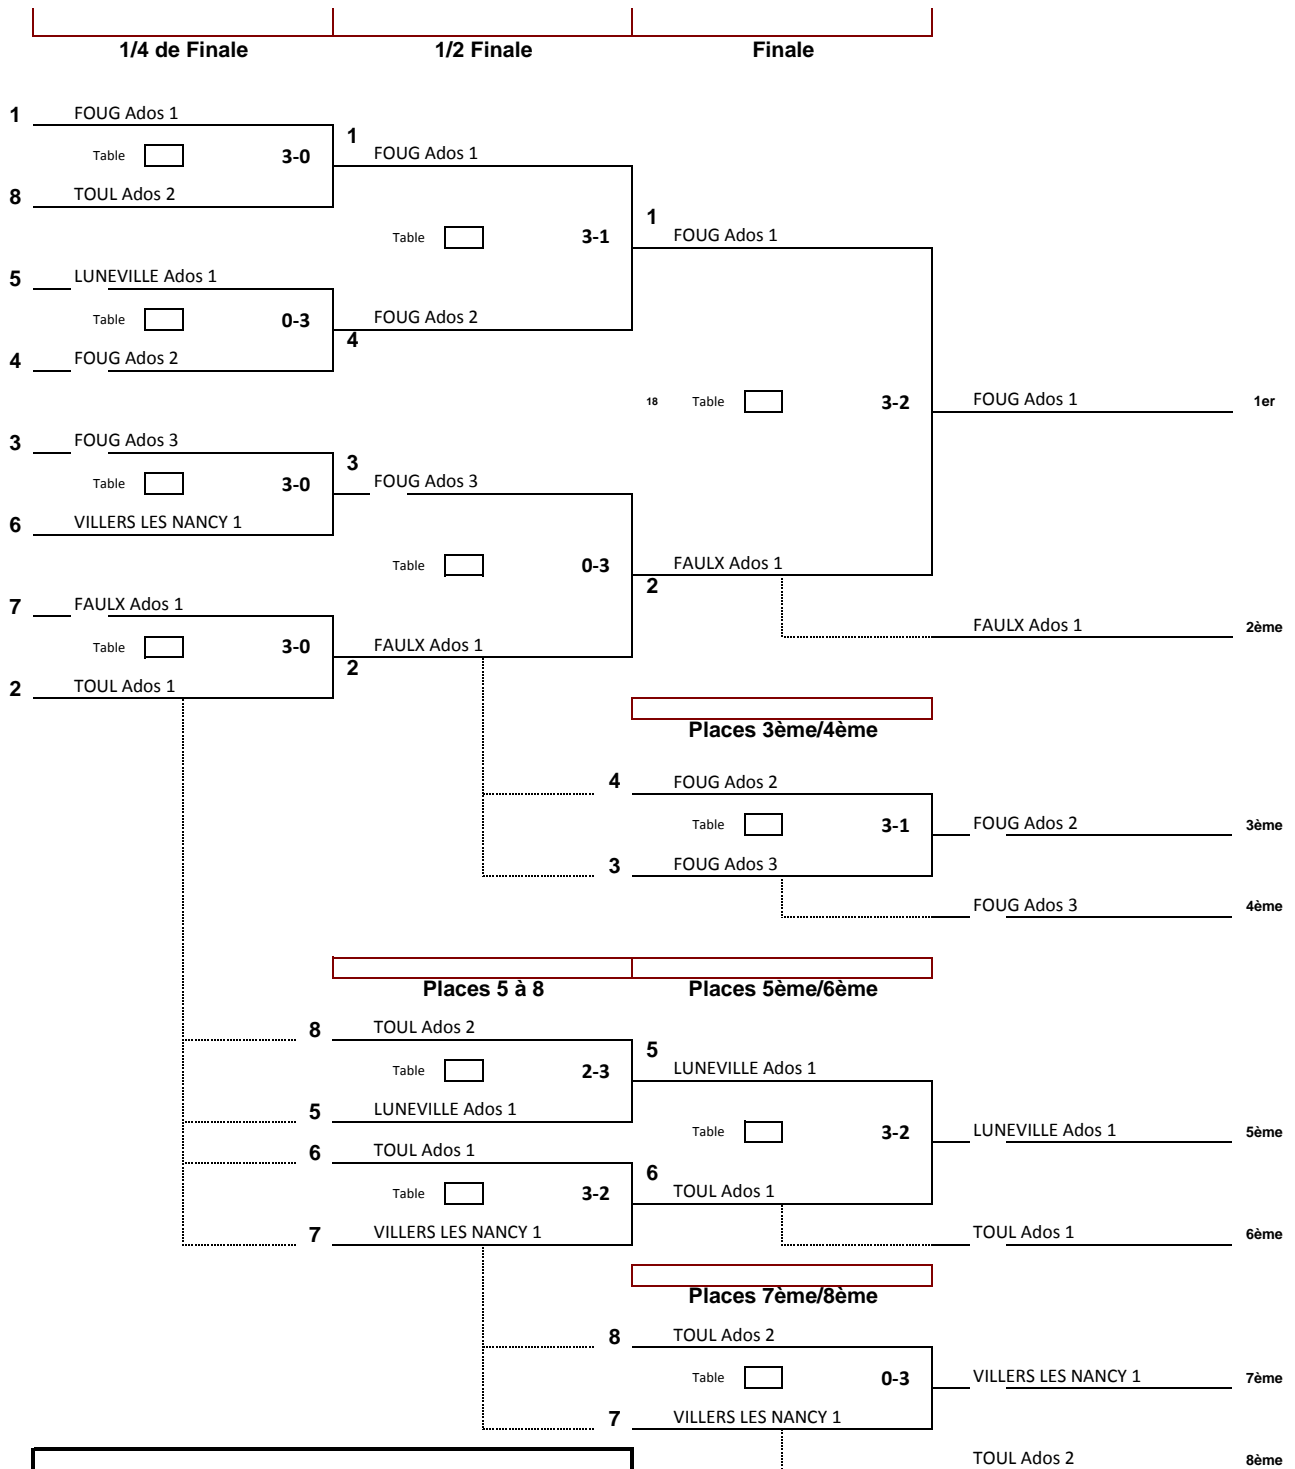 1/4 de Finale 1/2 Finale Finale
1 FOUG Ados 1
1
Table 3-0 FOUG Ados 1
8 TOUL Ados 2
1
Table 3-1 FOUG Ados 1
5 LUNEVILLE Ados 1
Table 0-3 FOUG Ados 2
4
4 FOUG Ados 2
18 Table 3-2 FOUG Ados 1 1er
3 FOUG Ados 3
3
Table 3-0 FOUG Ados 3
6 VILLERS LES NANCY 1
Table 0-3 FAULX Ados 1
2
7 FAULX Ados 1
FAULX Ados 1 2ème
Table 3-0 FAULX Ados 1
2
2 TOUL Ados 1
Places 3ème/4ème
4 FOUG Ados 2
Table 3-1 FOUG Ados 2 3ème
3 FOUG Ados 3
FOUG Ados 3 4ème
Places 5 à 8 Places 5ème/6ème
8 TOUL Ados 2
5
Table 2-3 LUNEVILLE Ados 1
5 LUNEVILLE Ados 1
Table 3-2 LUNEVILLE Ados 1 5ème
6 TOUL Ados 1
6
Table 3-2 TOUL Ados 1
7 VILLERS LES NANCY 1
TOUL Ados 1 6ème
Places 7ème/8ème
8 TOUL Ados 2
Table 0-3 VILLERS LES NANCY 1 7ème
7 VILLERS LES NANCY 1
TOUL Ados 2 8ème